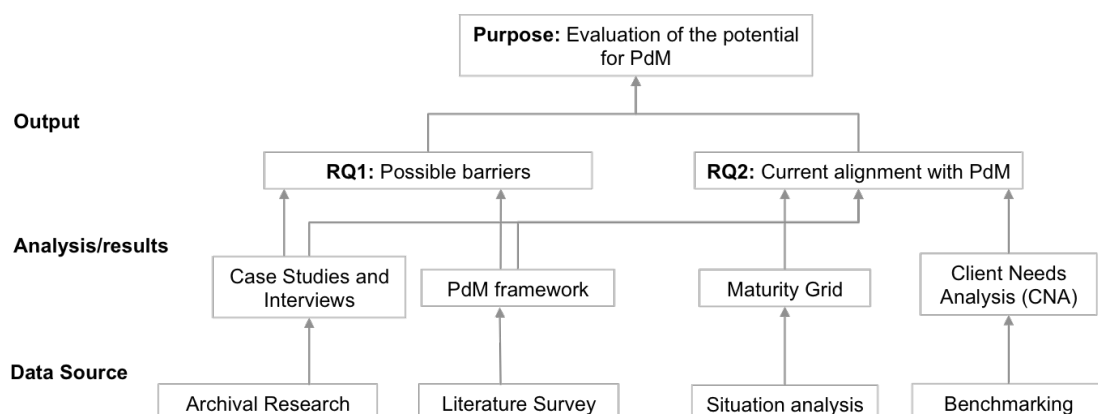 Purpose: Evaluation of the potential
for PdM
Output
RQ1: Possible barriers
RQ2: Current alignment with PdM
Analysis/results
Case Studies and
Interviews
PdM framework
Maturity Grid
Client Needs
Analysis (CNA)
Data Source
Archival Research
Literature Survey
Situation analysis
Benchmarking